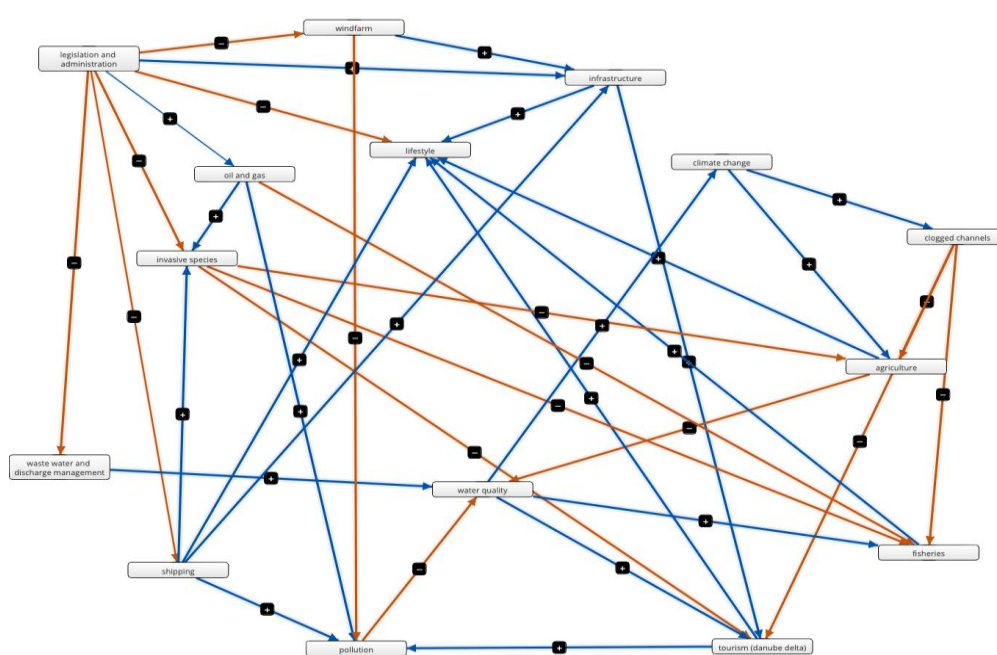 windfarm
legislation and
administration
infrastructure
lifestyle
climate change
oil and gas
clogged channels
invasive species
agriculture
waste water and
discharge management
water quality
fisheries
shipping
pollution
tourism (danube delta)